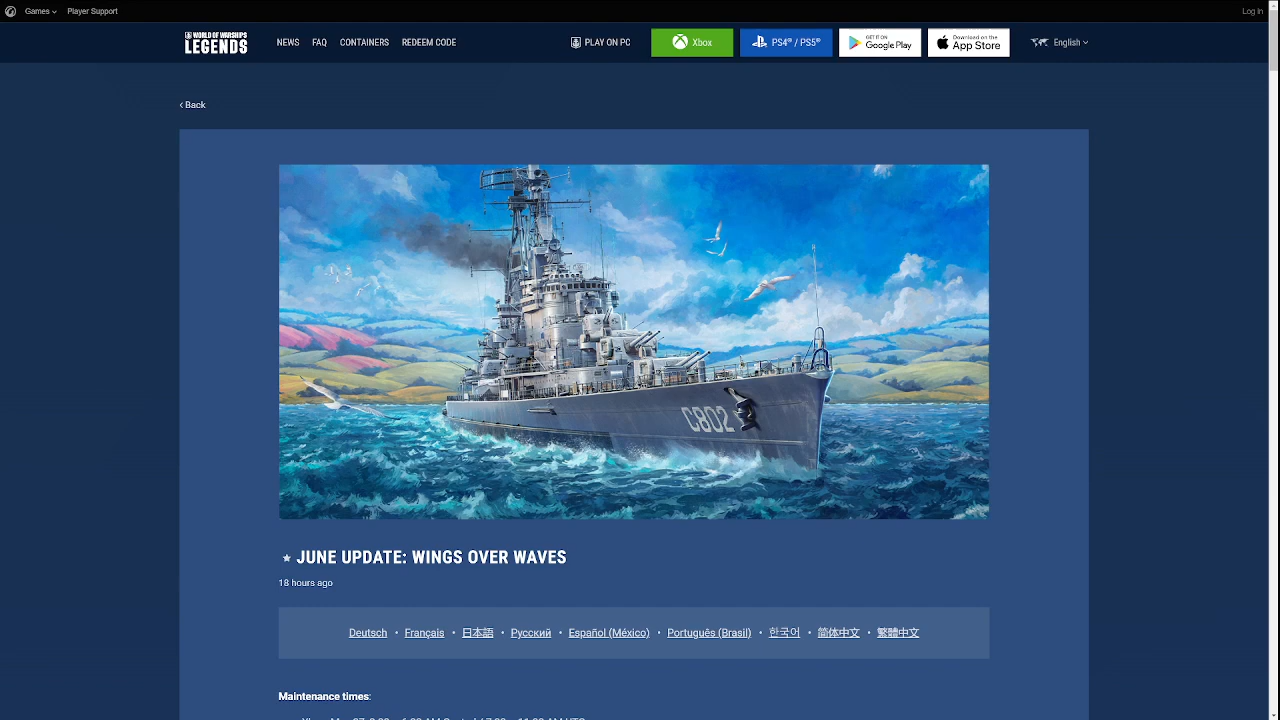 Games
Player Support
Log In
WORLD OF WARSHIPS
LEGENDS
NEWS
FAQ
CONTAINERS
REDEEM CODE
PLAY ON PC
Xbox
PS4® / PS5®
GET IT ON
Google Play
Download on the
App Store
English
‹ Back
C802
JUNE UPDATE: WINGS OVER WAVES
18 hours ago
Deutsch • Français • 日本語 • Русский • Español (México) • Português (Brasil) • 한국어 • 简体中文 • 繁體中文
Maintenance times: